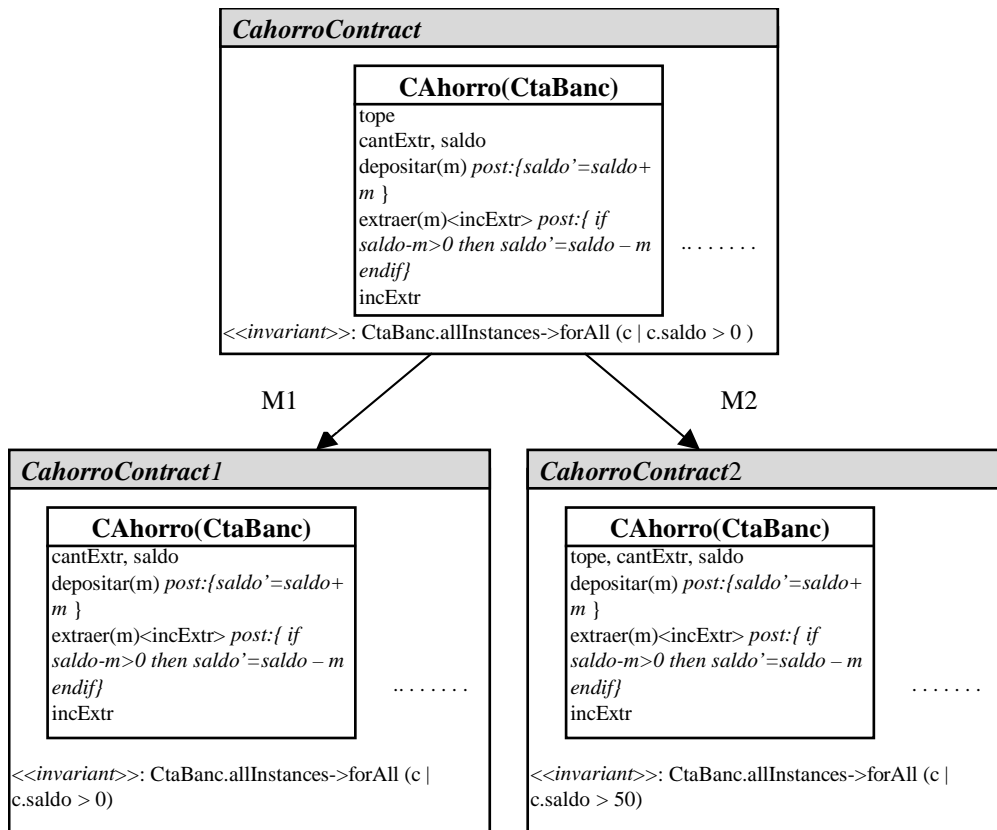 CahorroContract
CAhorro(CtaBanc)
tope
cantExtr, saldo
depositar(m) post:{saldo’=saldo+
m }
extraer(m)<incExtr> post:{ if
saldo-m>0 then saldo’=saldo – m
endif}
incExtr
.. . . . . . .
<<invariant>>: CtaBanc.allInstances->forAll (c | c.saldo > 0 )
M1
M2
CahorroContract1
CAhorro(CtaBanc)
cantExtr, saldo
depositar(m) post:{saldo’=saldo+
m }
extraer(m)<incExtr> post:{ if
saldo-m>0 then saldo’=saldo – m
endif}
incExtr
.. . . . . . .
<<invariant>>: CtaBanc.allInstances->forAll (c |
c.saldo > 0)
CahorroContract2
CAhorro(CtaBanc)
tope, cantExtr, saldo
depositar(m) post:{saldo’=saldo+
m }
extraer(m)<incExtr> post:{ if
saldo-m>0 then saldo’=saldo – m
endif}
incExtr
. . . . . . .
<<invariant>>: CtaBanc.allInstances->forAll (c |
c.saldo > 50)